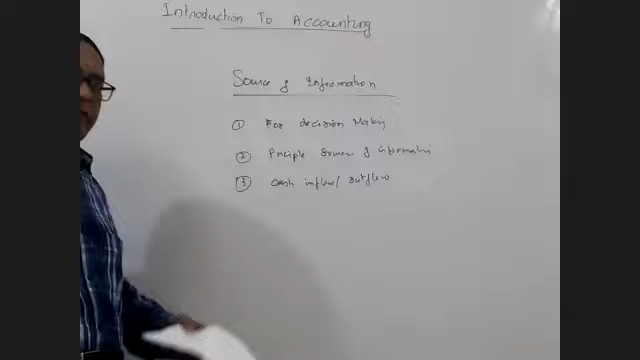 Introduction To Accounting
Source of Information
① For decision Making
② Principle Source of information
③ Cash inflow/outflow